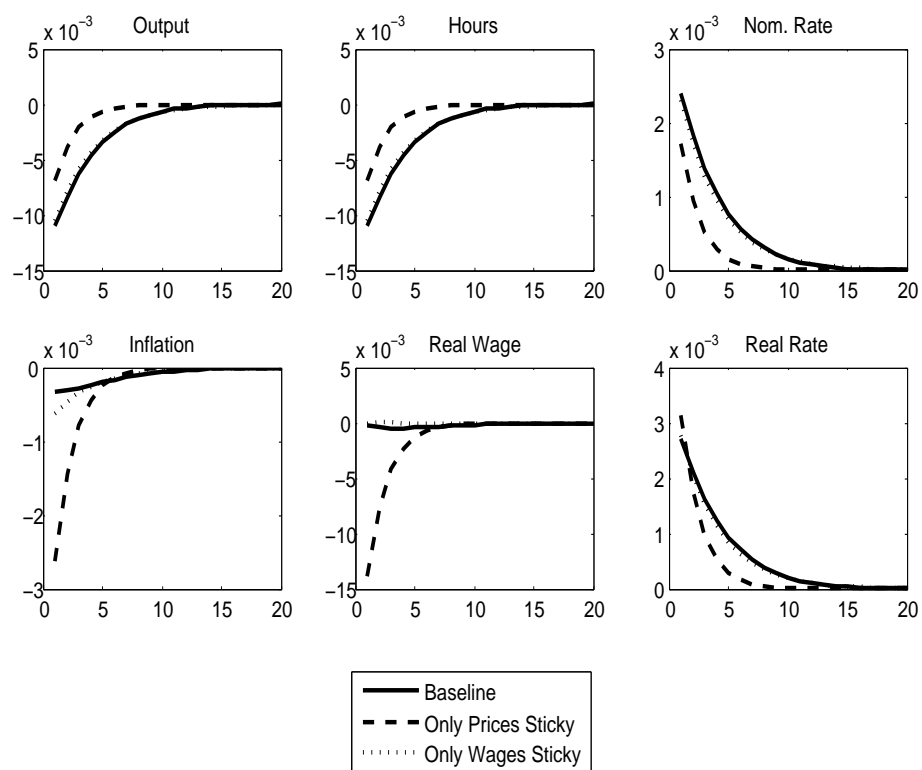 x 10−3
Output
5
0
−5
−10
−15
0 5 10 15 20
x 10−3
Hours
5
0
−5
−10
−15
0 5 10 15 20
x 10−3
Nom. Rate
3
2
1
0
0 5 10 15 20
x 10−3
Inflation
0
−1
−2
−3
0 5 10 15 20
x 10−3
Real Wage
5
0
−5
−10
−15
0 5 10 15 20
x 10−3
Real Rate
4
3
2
1
0
0 5 10 15 20
Baseline
Only Prices Sticky
Only Wages Sticky